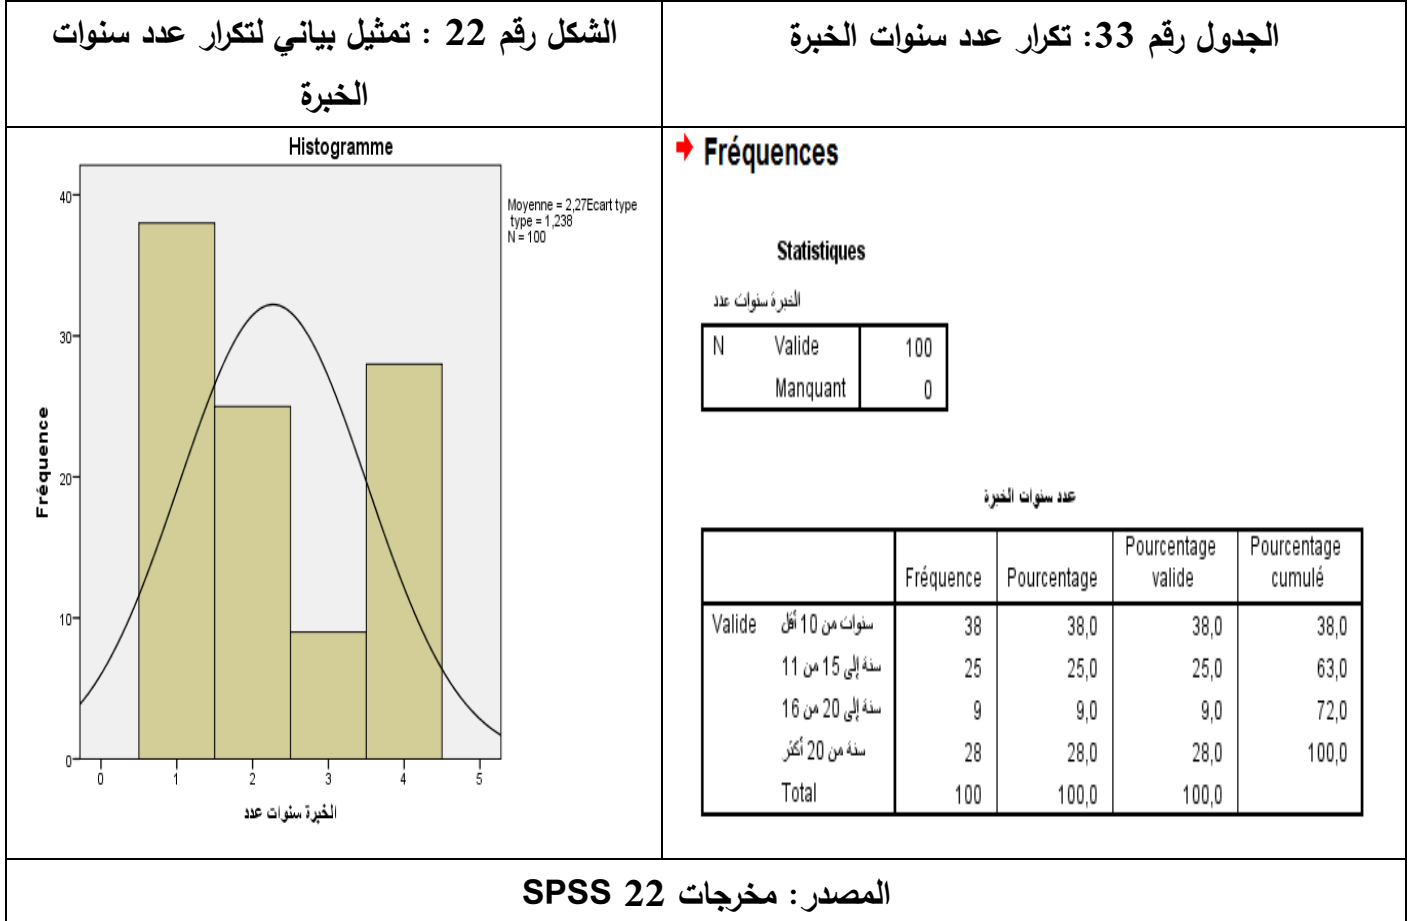 الجدول رقم 33: تكرار عدد سنوات الخبرة
الشكل رقم 22 : تمثيل بياني لتكرار عدد سنوات
الخبرة
Fréquences
Statistiques
الخبرة سنوات عدد
N Valide 100
Manquant 0
عدد سنوات الخبرة
Fréquence Pourcentage Pourcentage valide Pourcentage cumulé
Valide سنوات من 10 أقل 38 38,0 38,0 38,0
سنة إلى 15 من 11 25 25,0 25,0 63,0
سنة إلى 20 من 16 9 9,0 9,0 72,0
سنة من 20 أكثر 28 28,0 28,0 100,0
Total 100 100,0 100,0
Histogramme
Moyenne = 2,27Ecart type
type = 1,238
N = 100
Fréquence
40
30
20
10
0
0 1 2 3 4 5
الخبرة سنوات عدد
المصدر: مخرجات SPSS 22